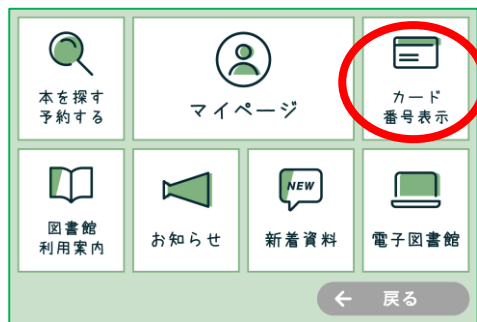 本を探す
予約する
マイページ
カード
番号表示
図書館
利用案内
お知らせ
NEW
新着資料
電子図書館
← 戻る